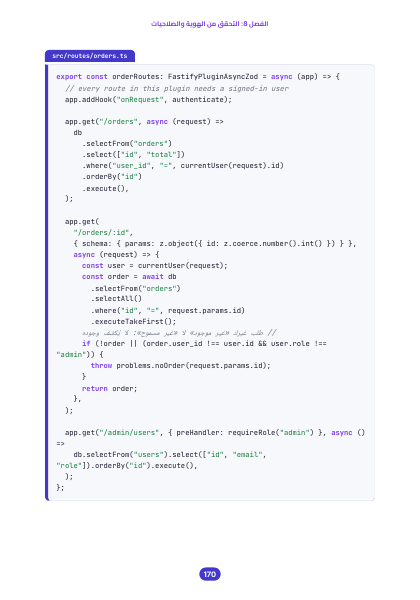 الفصل 8: التحقق من الهوية والصلاحيات
src/routes/orders.ts
export const orderRoutes: FastifyPluginAsyncZod = async (app) => {
  // every route in this plugin needs a signed-in user
  app.addHook("onRequest", authenticate);

  app.get("/orders", async (request) =>
    db
      .selectFrom("orders")
      .select(["id", "total"])
      .where("user_id", "=", currentUser(request).id)
      .orderBy("id")
      .execute(),
  );

  app.get(
    "/orders/:id",
    { schema: { params: z.object({ id: z.coerce.number().int() }) } },
    async (request) => {
      const user = currentUser(request);
      const order = await db
        .selectFrom("orders")
        .selectAll()
        .where("id", "=", request.params.id)
        .executeTakeFirst();
      // طلب غيرك «غير موجود» لا «غير مسموح»: لا يُكشف وجوده
      if (!order || (order.user_id !== user.id && user.role !==
"admin")) {
        throw problems.noOrder(request.params.id);
      }
      return order;
    },
  );

  app.get("/admin/users", { preHandler: requireRole("admin") }, async ()
=>
    db.selectFrom("users").select(["id", "email",
"role"]).orderBy("id").execute(),
  );
};
170